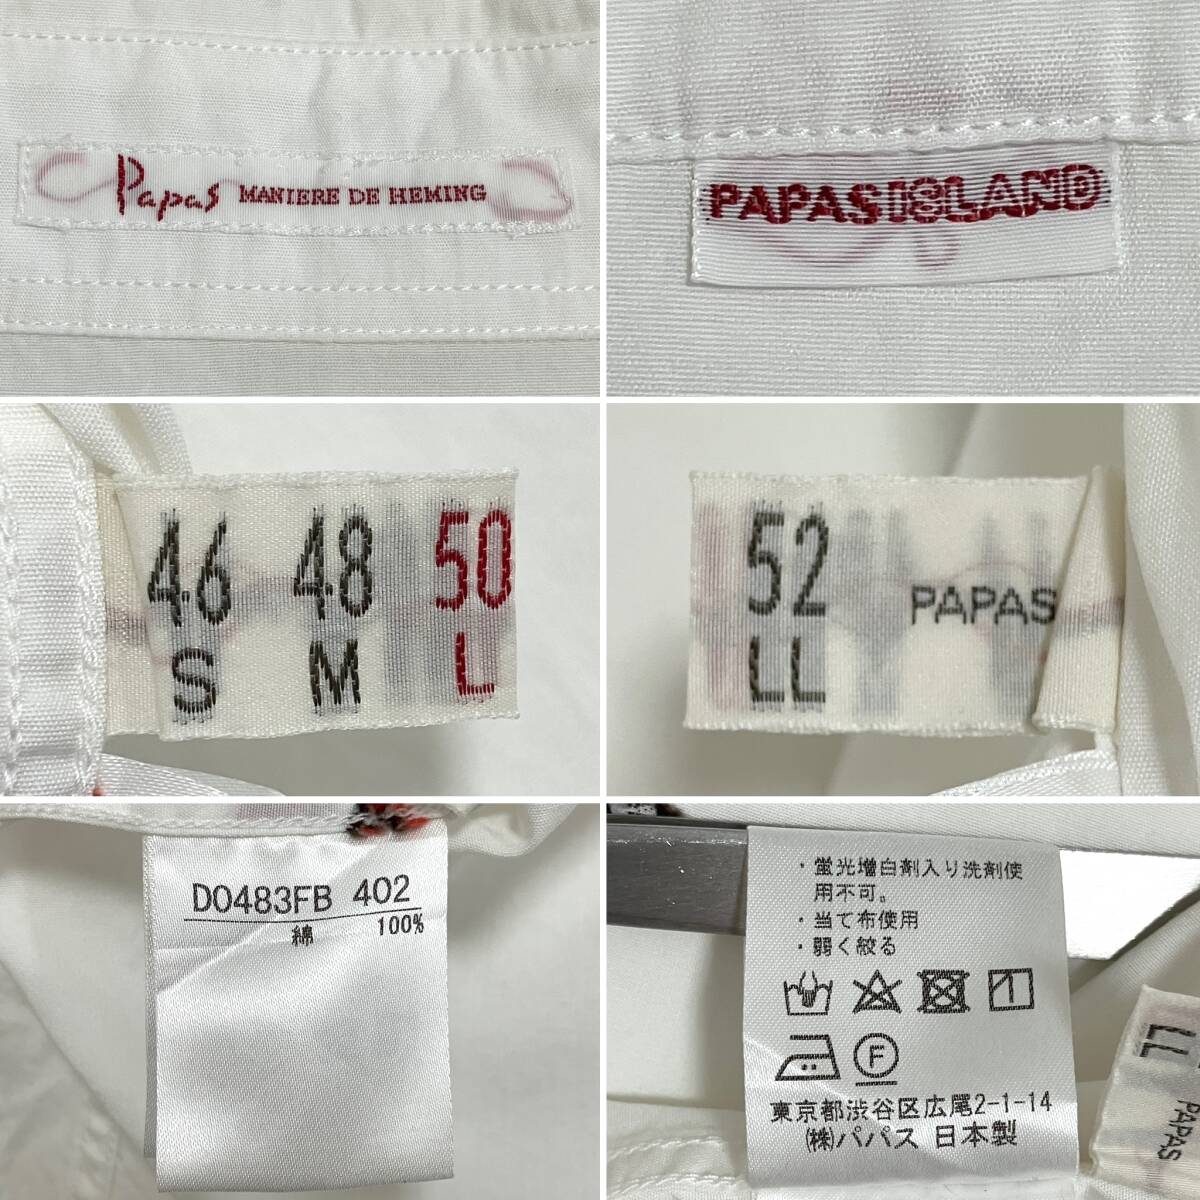 Papas MANIERE DE HEMING
PAPAS ISLAND
46 48 50
S M L
52
LL PAPAS
D0483FB 402
綿 100%
・蛍光増白剤入り洗剤使
用不可。
・当て布使用
・弱く絞る
F
東京都渋谷区広尾2-1-14
㈱パパス 日本製
LL
PAPAS